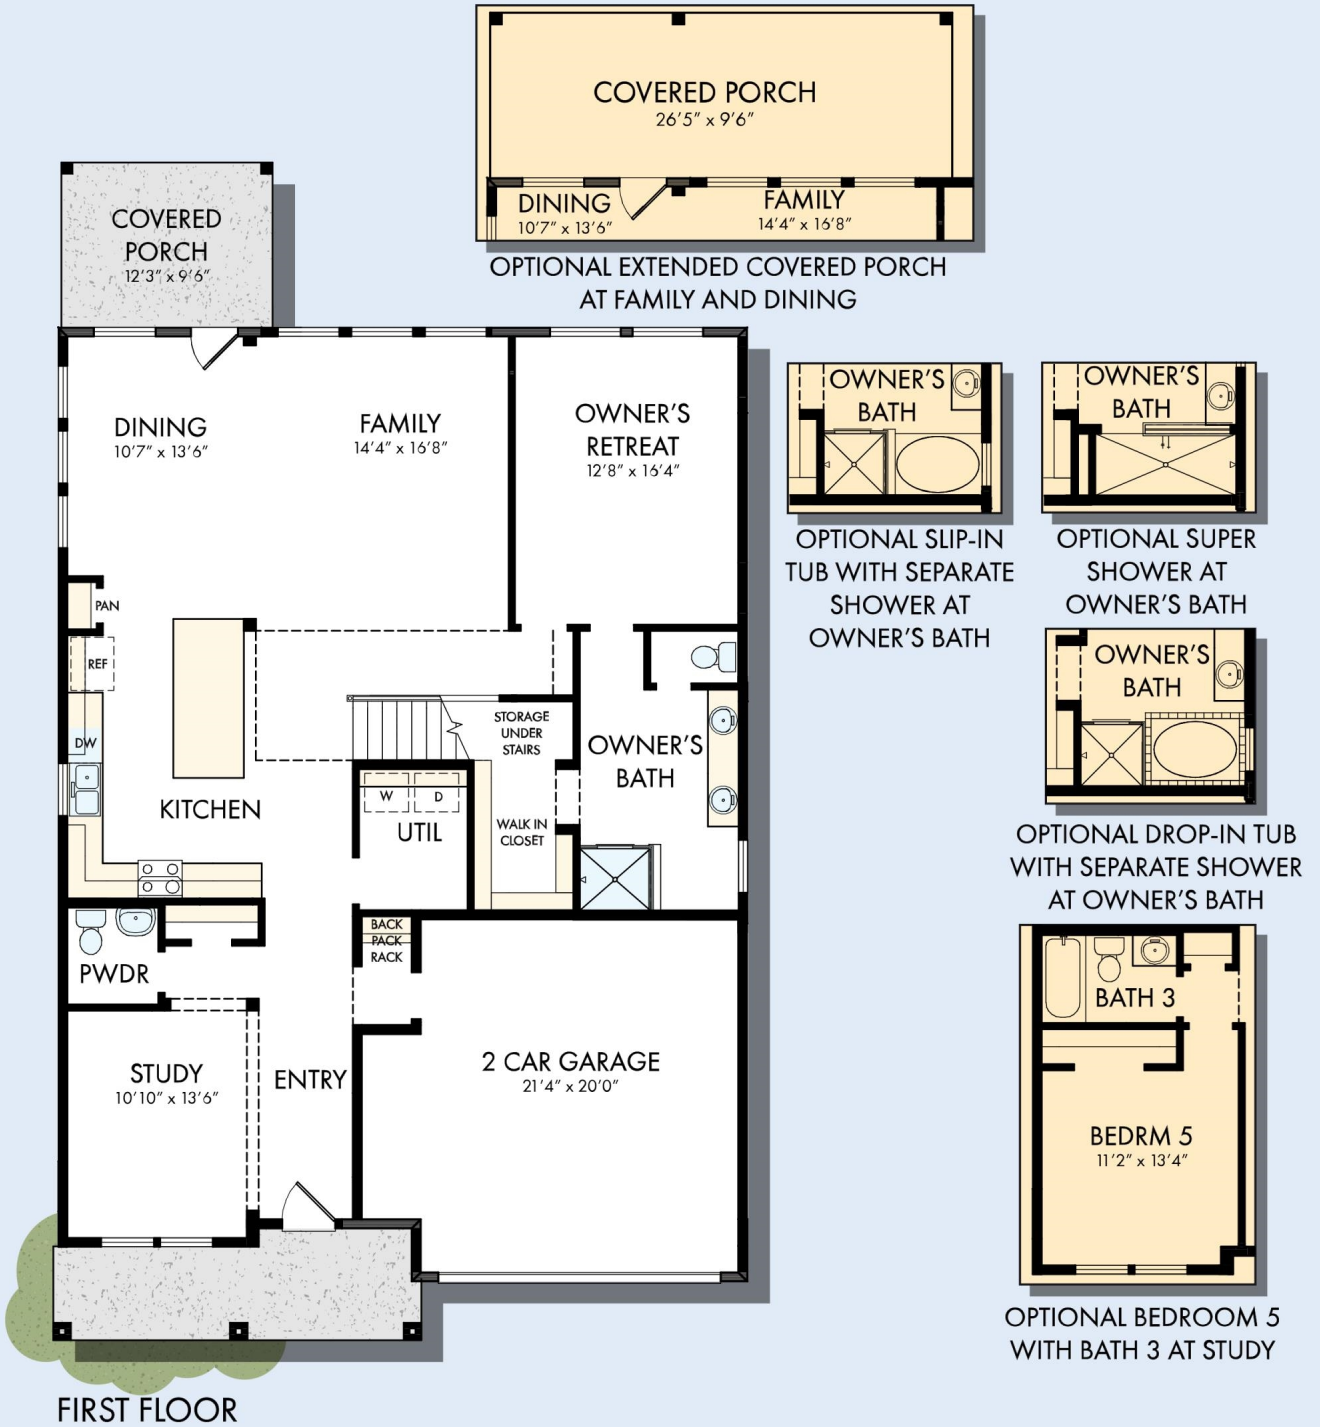 COVERED PORCH
26'5" x 9'6"
DINING
10'7" x 13'6"
FAMILY
14'4" x 16'8"
OPTIONAL EXTENDED COVERED PORCH
AT FAMILY AND DINING
COVERED
PORCH
12'3" x 9'6"
DINING
10'7" x 13'6"
FAMILY
14'4" x 16'8"
OWNER'S
RETREAT
12'8" x 16'4"
PAN
REF
DW
KITCHEN
STORAGE
UNDER
STAIRS
OWNER'S
BATH
W
D
UTIL
WALK IN
CLOSET
PWDR
BACK
PACK
RACK
STUDY
10'10" x 13'6"
ENTRY
2 CAR GARAGE
21'4" x 20'0"
FIRST FLOOR
OWNER'S
BATH
OPTIONAL SLIP-IN
TUB WITH SEPARATE
SHOWER AT
OWNER'S BATH
OWNER'S
BATH
OPTIONAL SUPER
SHOWER AT
OWNER'S BATH
OWNER'S
BATH
OPTIONAL DROP-IN TUB
WITH SEPARATE SHOWER
AT OWNER'S BATH
BATH 3
BEDRM 5
11'2" x 13'4"
OPTIONAL BEDROOM 5
WITH BATH 3 AT STUDY